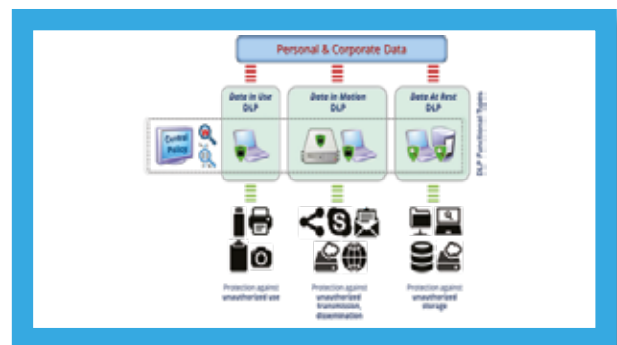 Personal & Corporate Data
Data in Use
DLP
Data in Motion
DLP
Data At Rest
DLP
DLP Functional Types
Control
Policy
Protection against
unauthorized use
Protection against
unauthorized
transmission,
dissemination
Protection against
unauthorized
storage